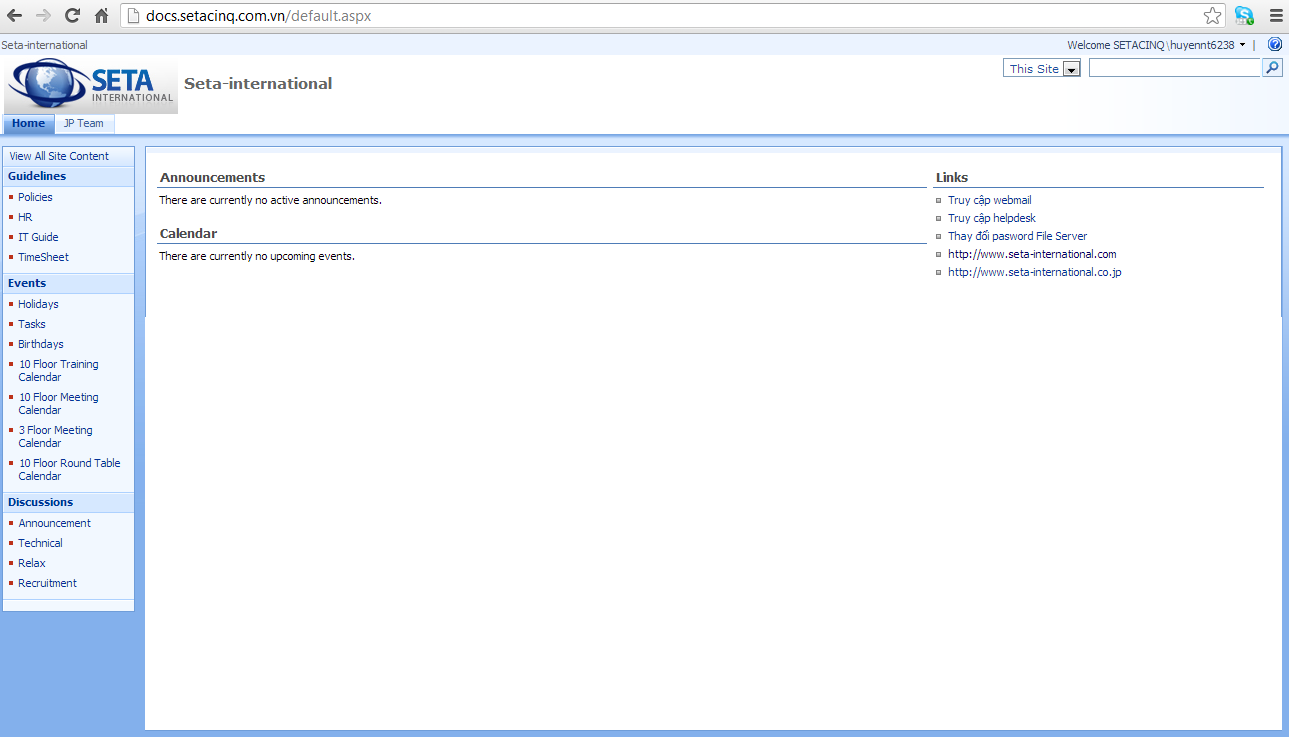 docs.setacinq.com.vn/default.aspx
Seta-international
Welcome SETACINQ\huyennt6238
SETA
INTERNATIONAL
Seta-international
This Site
Home
JP Team
View All Site Content
Guidelines
Policies
HR
IT Guide
TimeSheet
Events
Holidays
Tasks
Birthdays
10 Floor Training
Calendar
10 Floor Meeting
Calendar
3 Floor Meeting
Calendar
10 Floor Round Table
Calendar
Discussions
Announcement
Technical
Relax
Recruitment
Announcements
There are currently no active announcements.
Calendar
There are currently no upcoming events.
Links
Truy cập webmail
Truy cập helpdesk
Thay đổi pasword File Server
http://www.seta-international.com
http://www.seta-international.co.jp